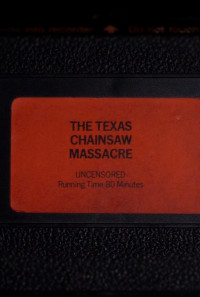 THE TEXAS
CHAINSAW
MASSACRE
UNCENSORED
Running Time 80 Minutes